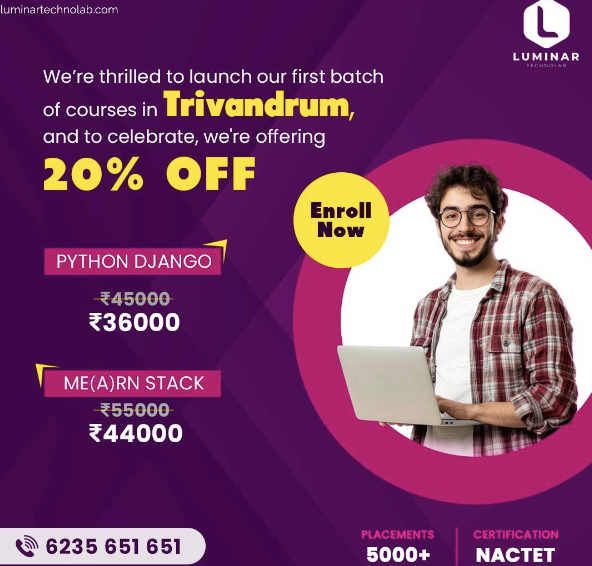 luminartechnolab.com
LUMINAR
TECHNOLAB
We're thrilled to launch our first batch
of courses in Trivandrum,
and to celebrate, we're offering
20% OFF
Enroll
Now
PYTHON DJANGO
₹45000
₹36000
ME(A)RN STACK
₹55000
₹44000
6235 651 651
PLACEMENTS
5000+
CERTIFICATION
NACTET